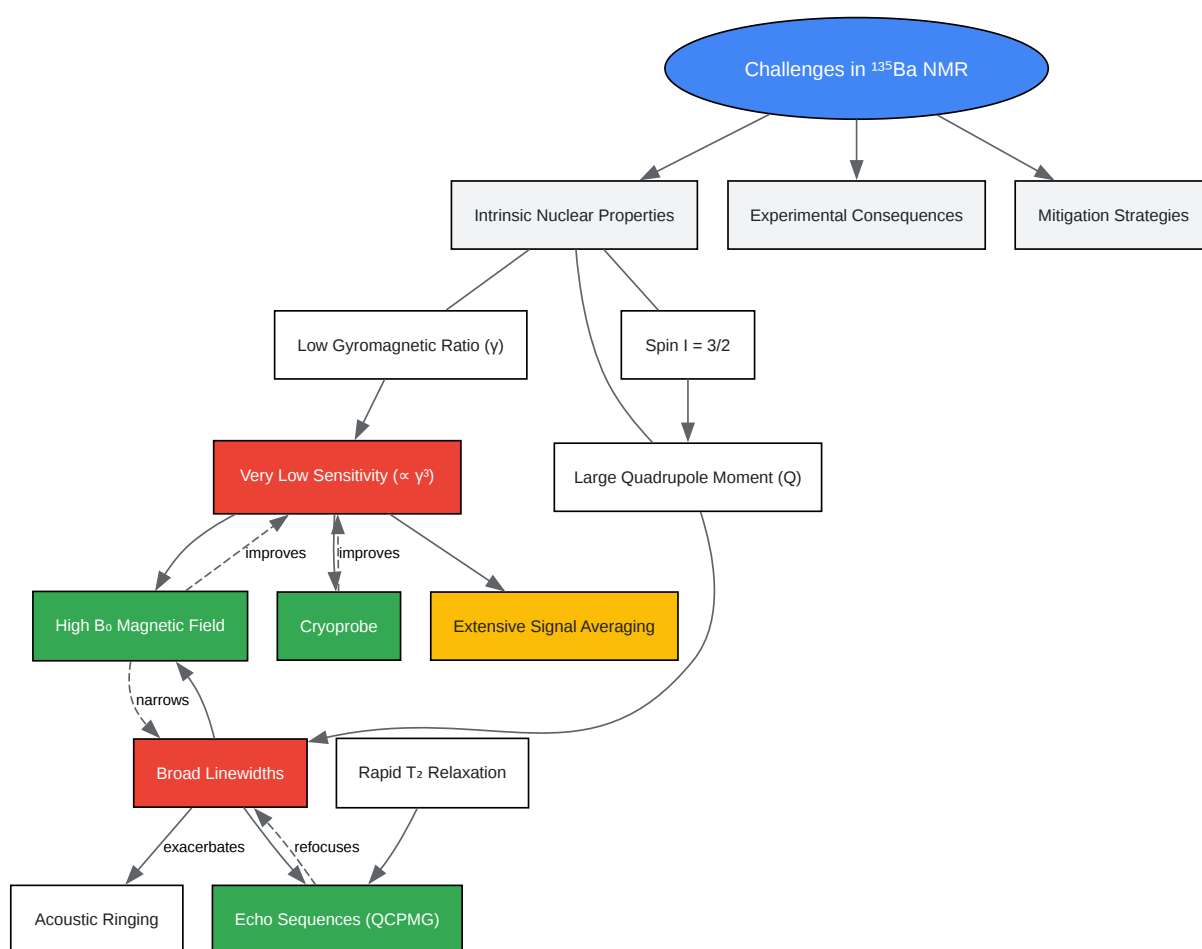 Challenges in ¹³⁵Ba NMR
Intrinsic Nuclear Properties
Experimental Consequences
Mitigation Strategies
Low Gyromagnetic Ratio (γ)
Spin I = 3/2
Very Low Sensitivity (∝ γ³)
Large Quadrupole Moment (Q)
improves
improves
High B₀ Magnetic Field
Cryoprobe
Extensive Signal Averaging
narrows
Broad Linewidths
Rapid T₂ Relaxation
exacerbates
refocuses
Acoustic Ringing
Echo Sequences (QCPMG)